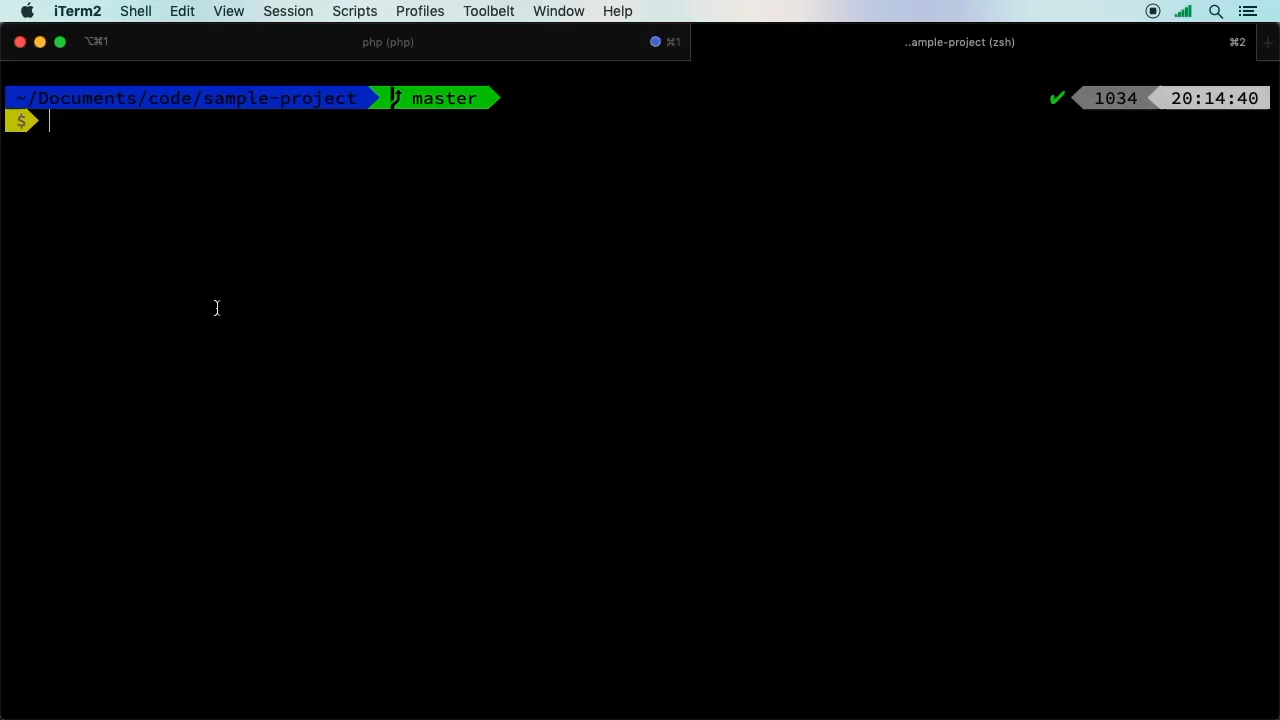 iTerm2 Shell Edit View Session Scripts Profiles Toolbelt Window Help
⌥⌘1 php (php) ⌘1 ..ample-project (zsh) ⌘2 +
~/Documents/code/sample-project master ✔ 1034 20:14:40
$